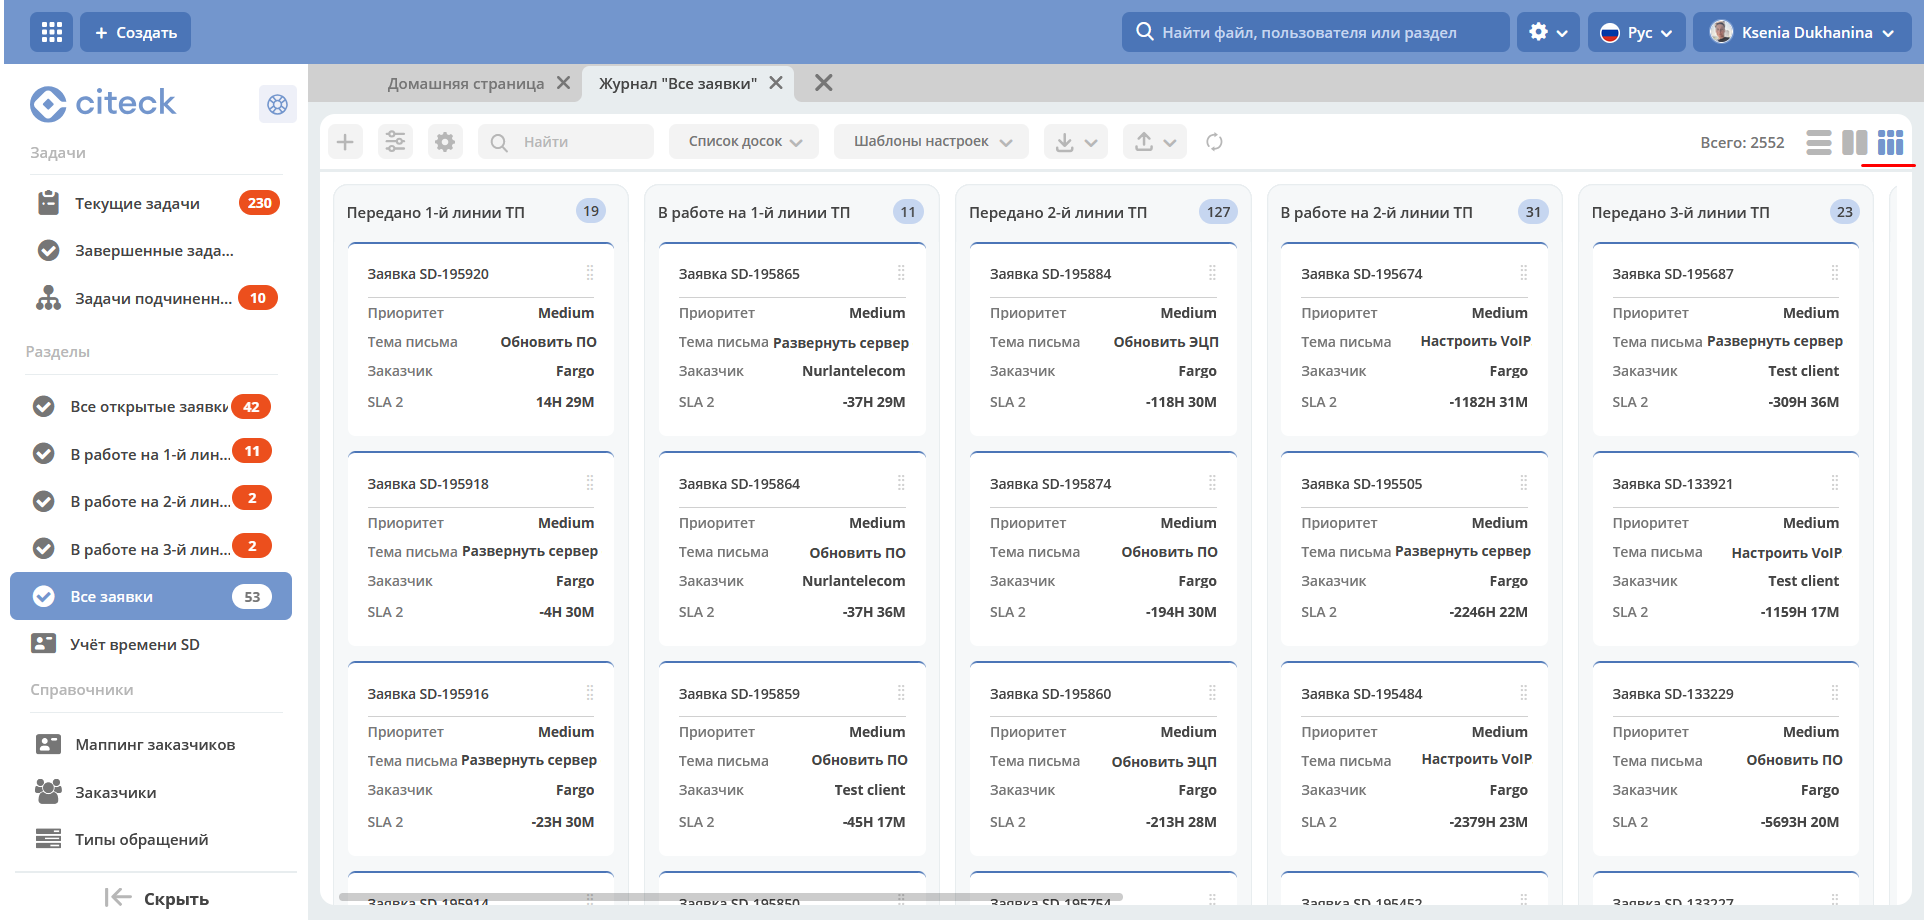 + Создать
Найти файл, пользователя или раздел
Рус
Ksenia Dukhanina
citeck
Задачи
Текущие задачи 230
Завершенные зада...
Задачи подчиненн... 10
Разделы
Все открытые заявки 42
В работе на 1-й лин... 11
В работе на 2-й лин... 2
В работе на 3-й лин... 2
Все заявки 53
Учёт времени SD
Справочники
Маппинг заказчиков
Заказчики
Типы обращений
Скрыть
Домашняя страница
Журнал "Все заявки"
Найти
Список досок
Шаблоны настроек
Всего: 2552
Передано 1-й линии ТП 19
Заявка SD-195920
Приоритет Medium
Тема письма Обновить ПО
Заказчик Fargo
SLA 2 14H 29M
Заявка SD-195918
Приоритет Medium
Тема письма Развернуть сервер
Заказчик Fargo
SLA 2 -4H 30M
Заявка SD-195916
Приоритет Medium
Тема письма Развернуть сервер
Заказчик Fargo
SLA 2 -23H 30M
Заявка SD-195914
В работе на 1-й линии ТП 11
Заявка SD-195865
Приоритет Medium
Тема письма Развернуть сервер
Заказчик Nurlantelecom
SLA 2 -37H 29M
Заявка SD-195864
Приоритет Medium
Тема письма Обновить ПО
Заказчик Nurlantelecom
SLA 2 -37H 36M
Заявка SD-195859
Приоритет Medium
Тема письма Обновить ПО
Заказчик Test client
SLA 2 -45H 17M
Заявка SD-195850
Передано 2-й линии ТП 127
Заявка SD-195884
Приоритет Medium
Тема письма Обновить ЭЦП
Заказчик Fargo
SLA 2 -118H 30M
Заявка SD-195874
Приоритет Medium
Тема письма Обновить ПО
Заказчик Fargo
SLA 2 -194H 30M
Заявка SD-195860
Приоритет Medium
Тема письма Обновить ЭЦП
Заказчик Fargo
SLA 2 -213H 28M
Заявка SD-195754
В работе на 2-й линии ТП 31
Заявка SD-195674
Приоритет Medium
Тема письма Настроить VoIP
Заказчик Fargo
SLA 2 -1182H 31M
Заявка SD-195505
Приоритет Medium
Тема письма Развернуть сервер
Заказчик Fargo
SLA 2 -2246H 22M
Заявка SD-195484
Приоритет Medium
Тема письма Настроить VoIP
Заказчик Fargo
SLA 2 -2379H 23M
Заявка SD-195452
Передано 3-й линии ТП 23
Заявка SD-195687
Приоритет Medium
Тема письма Развернуть сервер
Заказчик Test client
SLA 2 -309H 36M
Заявка SD-133921
Приоритет Medium
Тема письма Настроить VoIP
Заказчик Test client
SLA 2 -1159H 17M
Заявка SD-133229
Приоритет Medium
Тема письма Обновить ПО
Заказчик Fargo
SLA 2 -5693H 20M
Заявка SD-133227